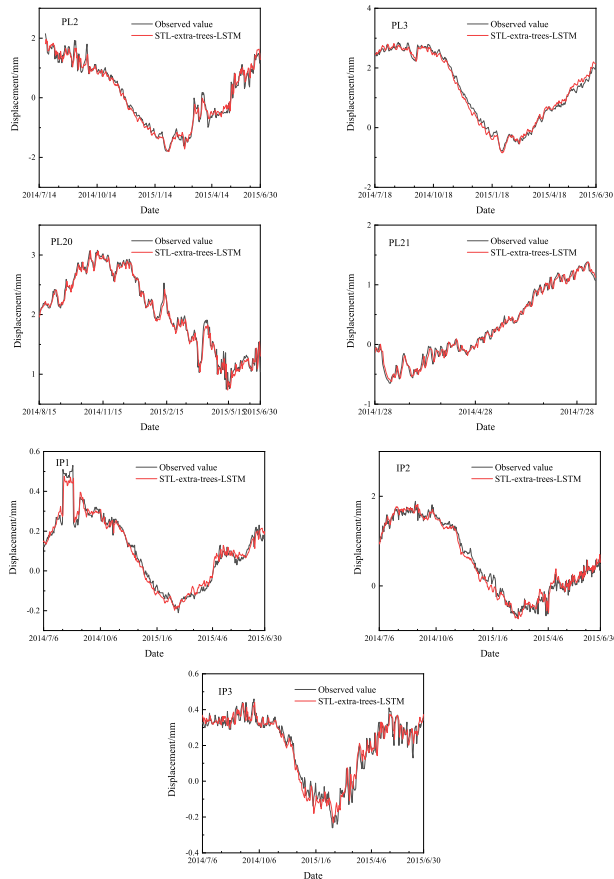 PL2
Observed value
STL-extra-trees-LSTM
Displacement/mm
2
0
-2
2014/7/14 2014/10/14 2015/1/14 2015/4/14 2015/6/30
Date
PL3
Observed value
STL-extra-trees-LSTM
Displacement/mm
4
2
0
-2
2014/7/18 2014/10/18 2015/1/18 2015/4/18 2015/6/30
Date
PL20
Observed value
STL-extra-trees-LSTM
Displacement/mm
3
2
1
2014/8/15 2014/11/15 2015/2/15 2015/5/15 2015/6/30
Date
PL21
Observed value
STL-extra-trees-LSTM
Displacement/mm
2
1
0
-1
2014/1/28 2014/4/28 2014/7/28
Date
IP1
Observed value
STL-extra-trees-LSTM
Displacement/mm
0.6
0.4
0.2
0.0
-0.2
2014/7/6 2014/10/6 2015/1/6 2015/4/6 2015/6/30
Date
IP2
Observed value
STL-extra-trees-LSTM
Displacement/mm
2
0
2014/7/6 2014/10/6 2015/1/6 2015/4/6 2015/6/30
Date
IP3
Observed value
STL-extra-trees-LSTM
Displacement/mm
0.6
0.4
0.2
0.0
-0.2
-0.4
2014/7/6 2014/10/6 2015/1/6 2015/4/6 2015/6/30
Date